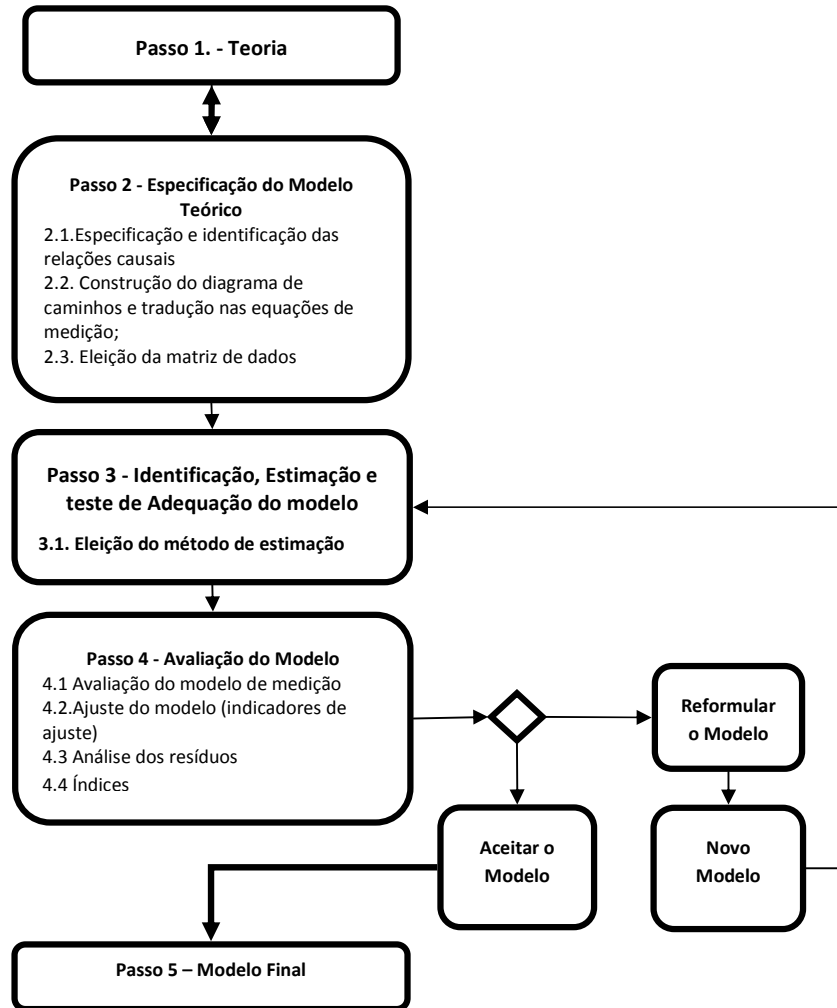 Passo 1. - Teoria
Passo 2 - Especificação do Modelo
Teórico
2.1.Especificação e identificação das
relações causais
2.2. Construção do diagrama de
caminhos e tradução nas equações de
medição;
2.3. Eleição da matriz de dados
Passo 3 - Identificação, Estimação e
teste de Adequação do modelo
3.1. Eleição do método de estimação
Passo 4 - Avaliação do Modelo
4.1 Avaliação do modelo de medição
4.2.Ajuste do modelo (indicadores de
ajuste)
4.3 Análise dos resíduos
4.4 Índices
Reformular
o Modelo
Aceitar o
Modelo
Novo
Modelo
Passo 5 – Modelo Final